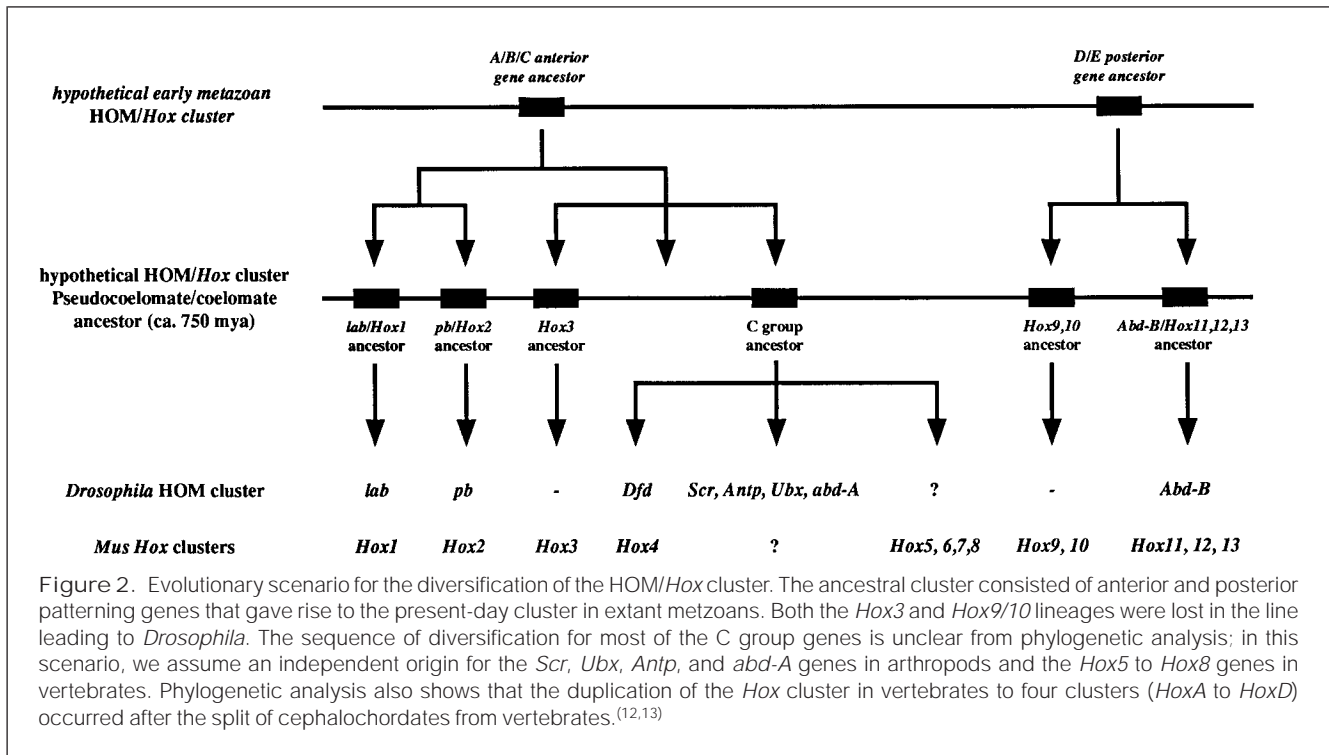 A/B/C anterior
gene ancestor
D/E posterior
gene ancestor
hypothetical early metazoan
HOM/Hox cluster
hypothetical HOM/Hox cluster
Pseudocoelomate/coelomate
ancestor (ca. 750 mya)
lab/Hox1
ancestor
pb/Hox2
ancestor
Hox3
ancestor
C group
ancestor
Hox9,10
ancestor
Abd-B/Hox11,12,13
ancestor
Drosophila HOM cluster lab pb - Dfd Scr, Antp, Ubx, abd-A ? - Abd-B
Mus Hox clusters Hox1 Hox2 Hox3 Hox4 ? Hox5, 6,7,8 Hox9, 10 Hox11, 12, 13
Figure 2. Evolutionary scenario for the diversification of the HOM/Hox cluster. The ancestral cluster consisted of anterior and posterior
patterning genes that gave rise to the present-day cluster in extant metzoans. Both the Hox3 and Hox9/10 lineages were lost in the line
leading to Drosophila. The sequence of diversification for most of the C group genes is unclear from phylogenetic analysis; in this
scenario, we assume an independent origin for the Scr, Ubx, Antp, and abd-A genes in arthropods and the Hox5 to Hox8 genes in
vertebrates. Phylogenetic analysis also shows that the duplication of the Hox cluster in vertebrates to four clusters (HoxA to HoxD)
occurred after the split of cephalochordates from vertebrates.(12,13)